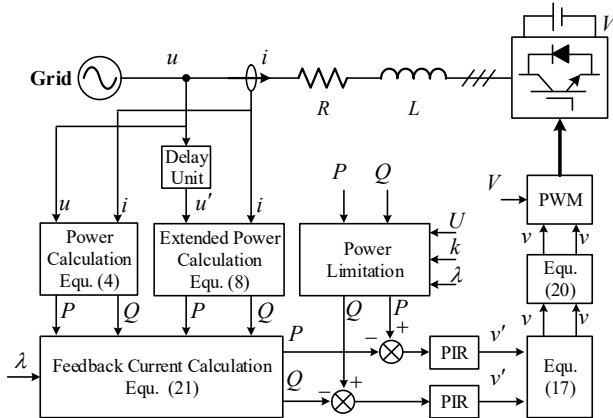 V
u
i
Grid
R
L
Delay
Unit
u
i
u'
i
P
Q
V
PWM
Power
Calculation
Equ. (4)
Extended Power
Calculation
Equ. (8)
Power
Limitation
U
k
λ
v
v
Equ.
(20)
P
Q
P
Q
Q
P
v
v
λ
Feedback Current Calculation
Equ. (21)
P
Q
−
+
−
+
PIR
PIR
v'
v'
Equ.
(17)